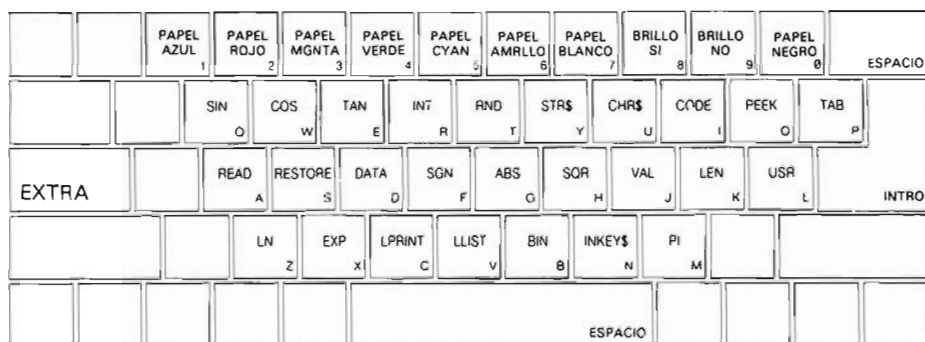 PAPEL PAPEL PAPEL PAPEL PAPEL PAPEL PAPEL BRILLO BRILLO PAPEL
AZUL ROJO MGNTA VERDE CYAN AMRLLO BLANCO SI NO NEGRO
1 2 3 4 5 6 7 8 9 0 ESPACIO
SIN COS TAN INT RND STR$ CHR$ CODE PEEK TAB
Q W E R T Y U I O P
EXTRA READ RESTORE DATA SGN ABS SQR VAL LEN USR
A S D F G H J K L INTRO
LN EXP LPRINT LLIST BIN INKEY$ PI
Z X C V B N M
ESPACIO